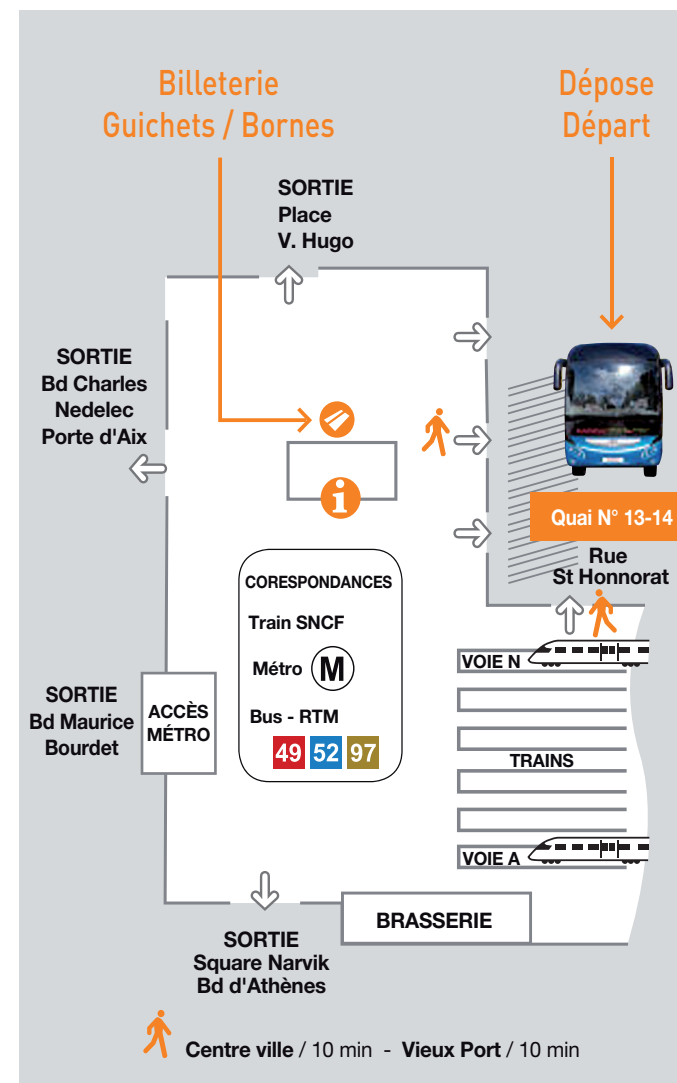 Billeterie
Guichets / Bornes
Dépose
Départ
SORTIE
Place
V. Hugo
SORTIE
Bd Charles
Nedelec
Porte d'Aix
i
Quai N° 13-14
Rue
St Honnorat
CORESPONDANCES
Train SNCF
Métro M
Bus - RTM
49 52 97
SORTIE
Bd Maurice
Bourdet
ACCÈS
MÉTRO
VOIE N
TRAINS
VOIE A
BRASSERIE
SORTIE
Square Narvik
Bd d'Athènes
Centre ville / 10 min - Vieux Port / 10 min